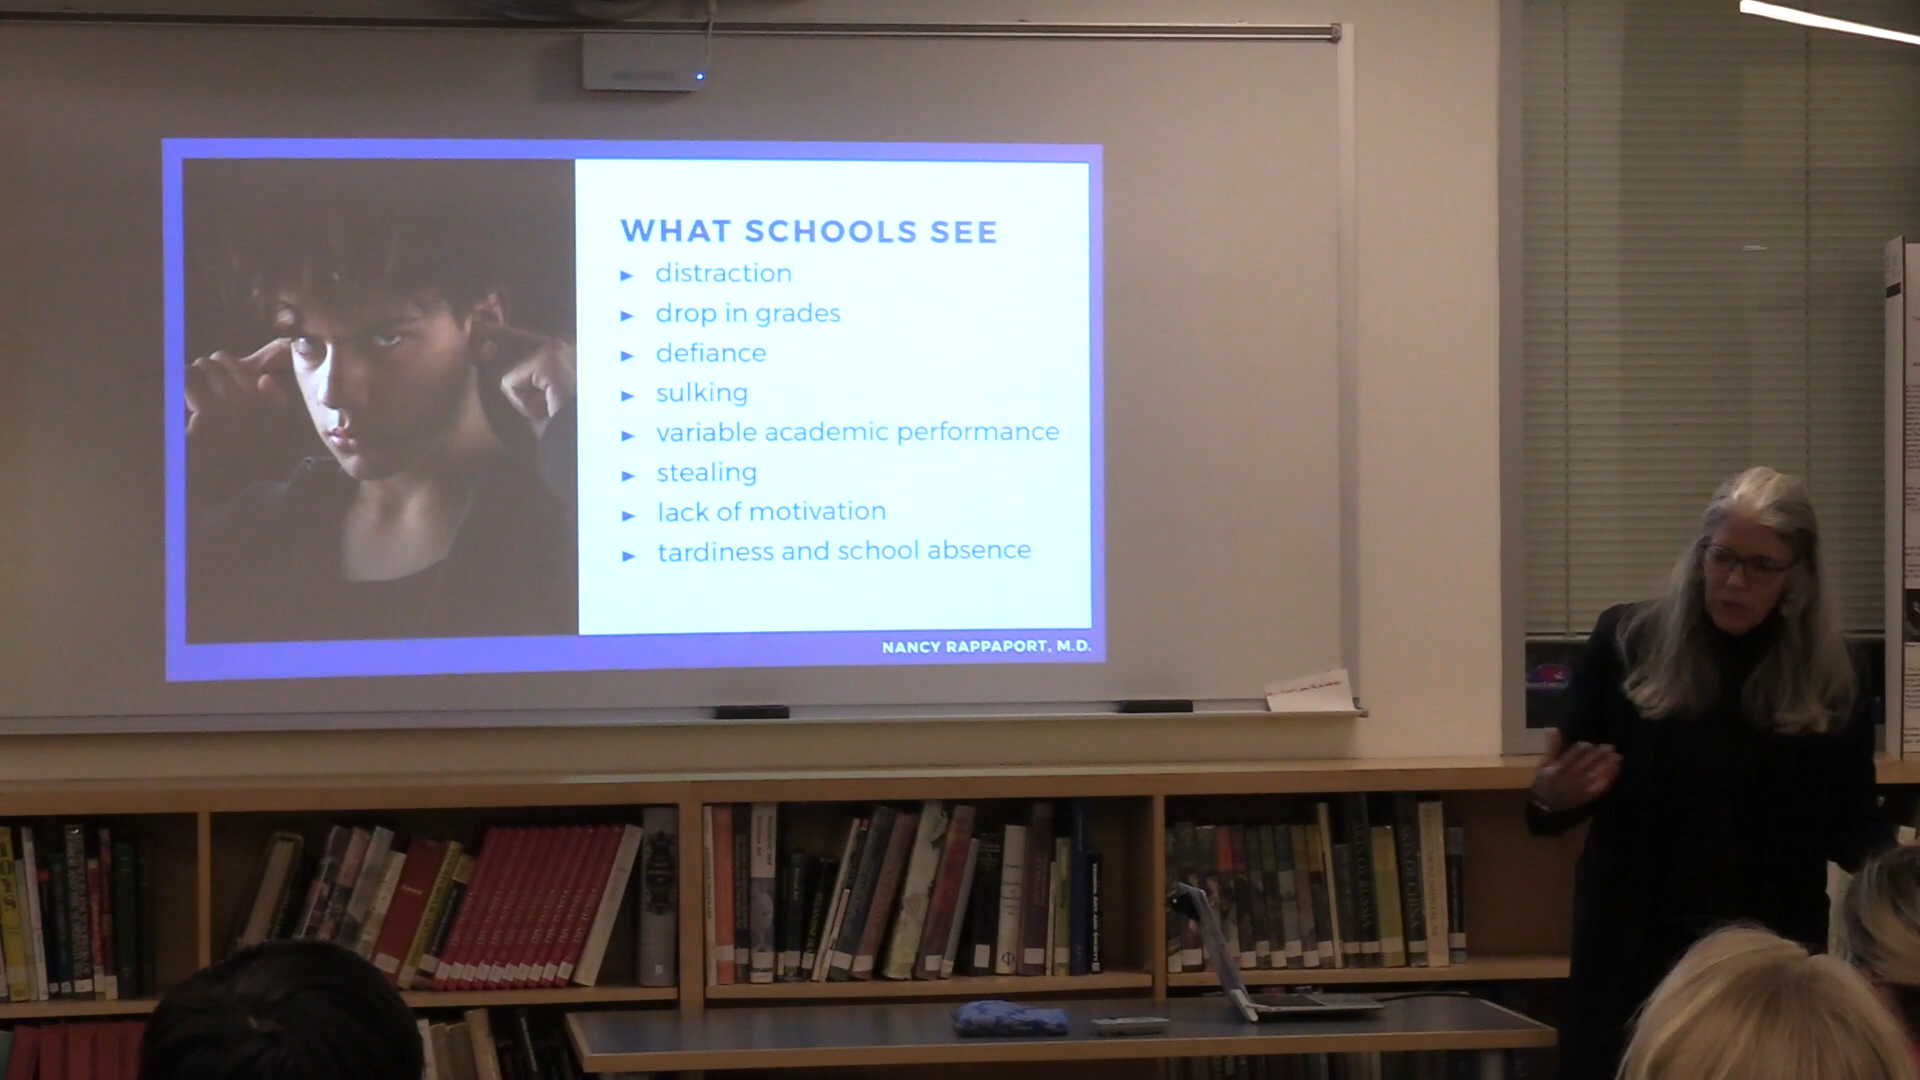 WHAT SCHOOLS SEE
► distraction
► drop in grades
► defiance
► sulking
► variable academic performance
► stealing
► lack of motivation
► tardiness and school absence
NANCY RAPPAPORT, M.D.